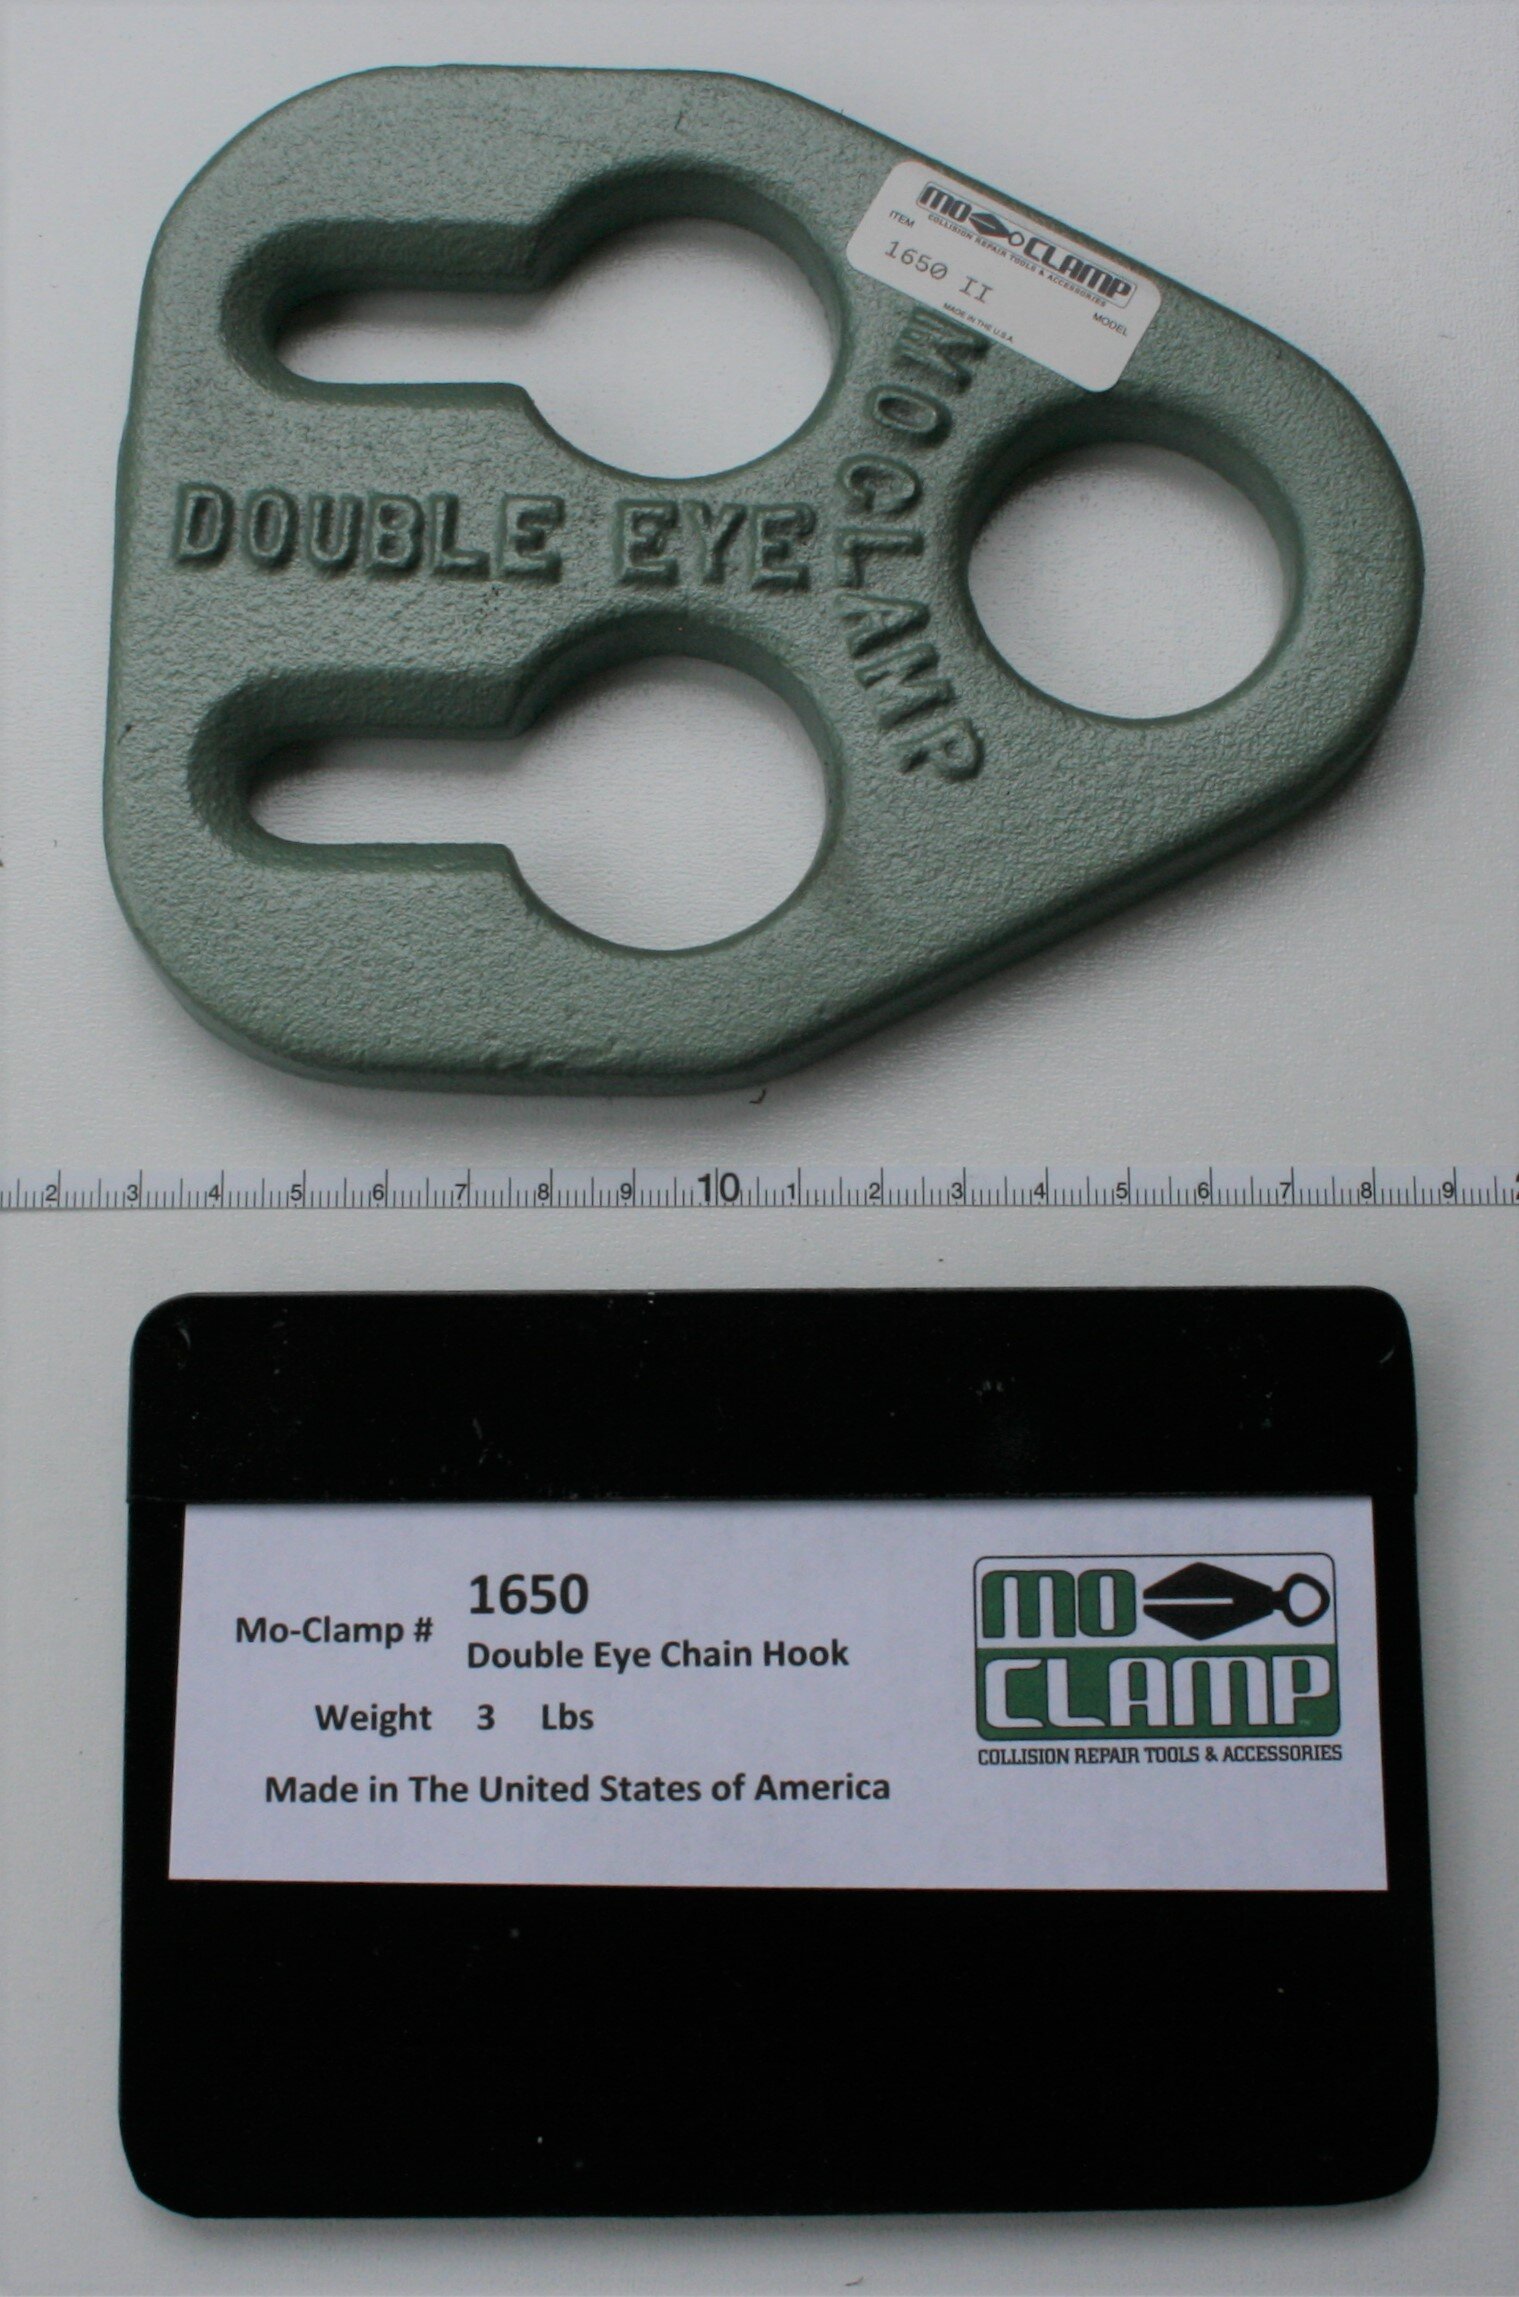 MO CLAMP
COLLISION REPAIR TOOLS & ACCESSORIES
ITEM
1650 II
MODEL
MADE IN THE U.S.A.
MO CLAMP
DOUBLE EYE
2 3 4 5 6 7 8 9 10 1 2 3 4 5 6 7 8 9
1650
Mo-Clamp #
Double Eye Chain Hook
Weight 3 Lbs
Made in The United States of America
MO
CLAMP
COLLISION REPAIR TOOLS & ACCESSORIES